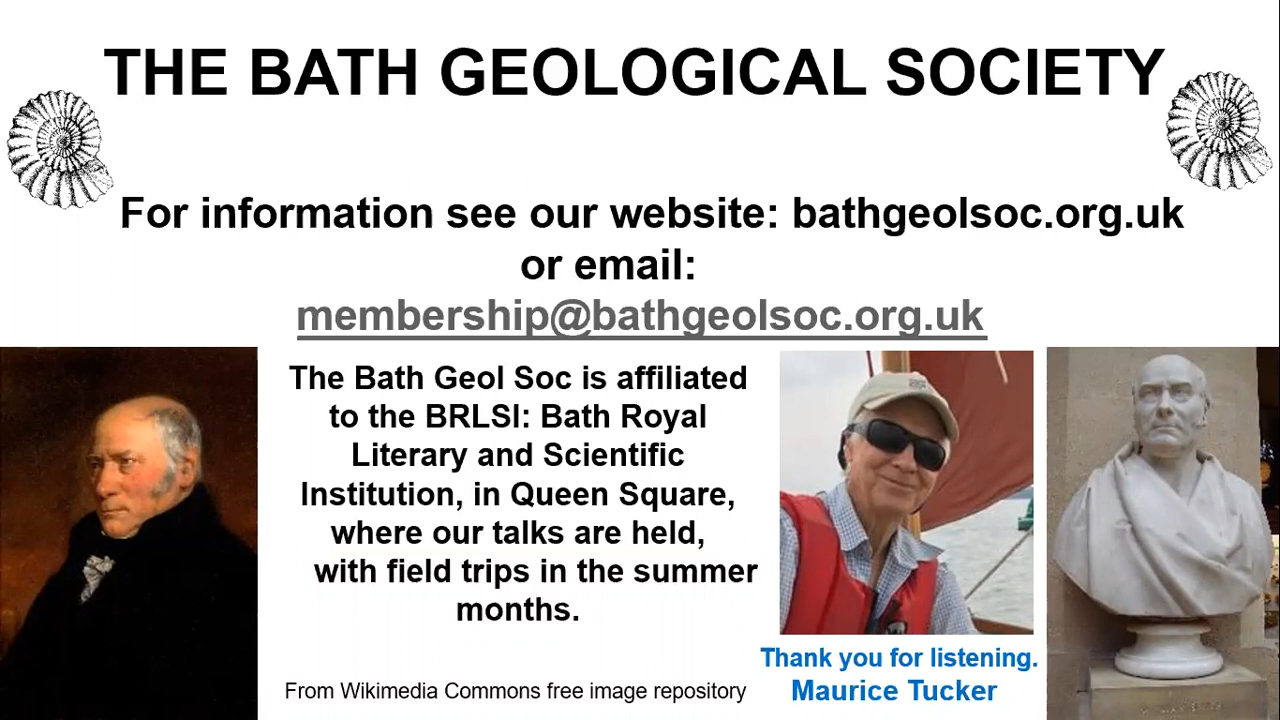 THE BATH GEOLOGICAL SOCIETY
For information see our website: bathgeolsoc.org.uk
or email:
membership@bathgeolsoc.org.uk
The Bath Geol Soc is affiliated
to the BRLSI: Bath Royal
Literary and Scientific
Institution, in Queen Square,
where our talks are held,
with field trips in the summer
months.
From Wikimedia Commons free image repository
Thank you for listening.
Maurice Tucker